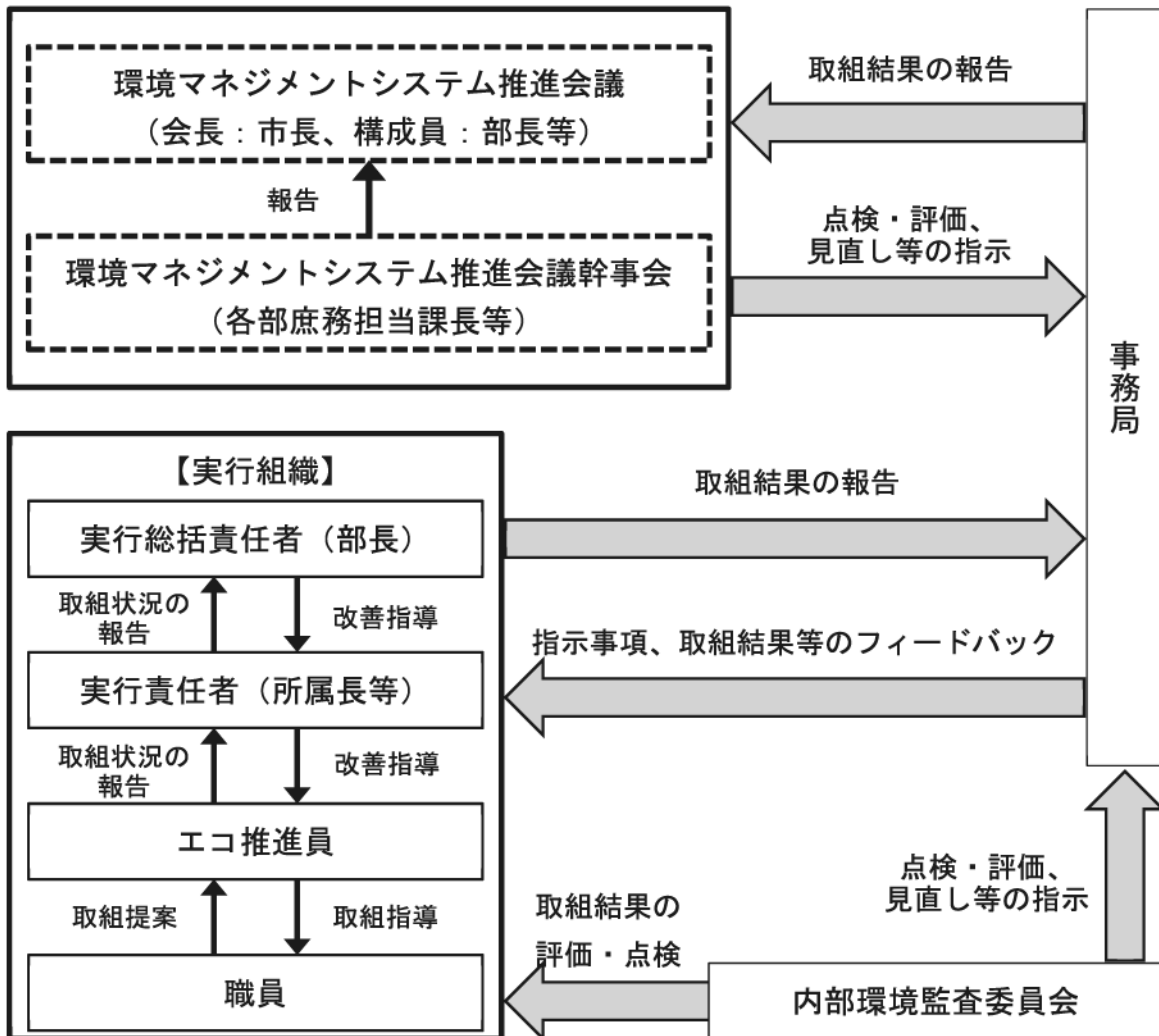 環境マネジメントシステム推進会議
（会長：市長、構成員：部長等）
報告
環境マネジメントシステム推進会議幹事会
（各部庶務担当課長等）
取組結果の報告
点検・評価、
見直し等の指示
事務局
【実行組織】
実行総括責任者（部長）
取組状況の
報告
改善指導
実行責任者（所属長等）
取組状況の
報告
改善指導
エコ推進員
取組提案
取組指導
職員
取組結果の報告
指示事項、取組結果等のフィードバック
取組結果の
評価・点検
点検・評価、
見直し等の指示
内部環境監査委員会